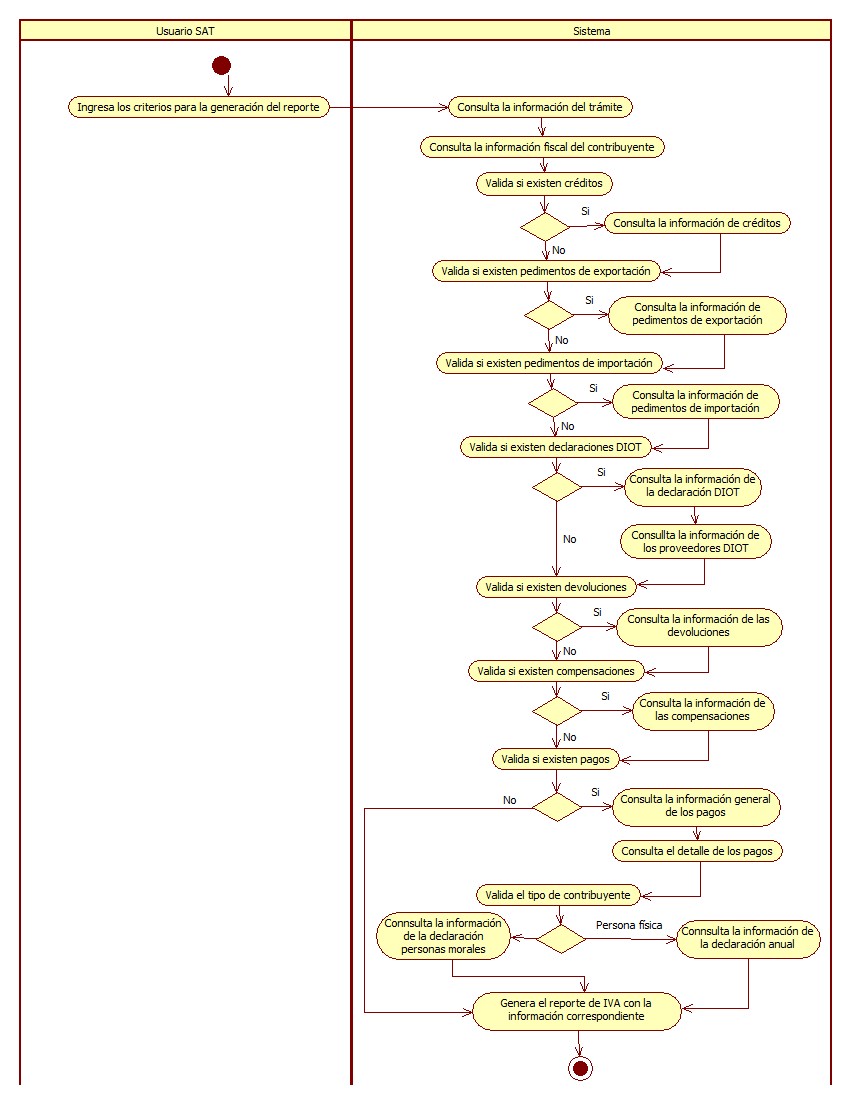 Usuario SAT
Sistema
Ingresa los criterios para la generación del reporte
Consulta la información del trámite
Consulta la información fiscal del contribuyente
Valida si existen créditos
Si
Consulta la información de créditos
No
Valida si existen pedimentos de exportación
Si
Consulta la información de
pedimentos de exportación
No
Valida si existen pedimentos de importación
Si
Consulta la información de
pedimentos de importación
No
Valida si existen declaraciones DIOT
Si
Consulta la información de
la declaración DIOT
No
Consullta la información de
los proveedores DIOT
Valida si existen devoluciones
Si
Consulta la información de las
devoluciones
No
Valida si existen compensaciones
Si
Consulta la información de
las compensaciones
No
Valida si existen pagos
No
Si
Consulta la información general
de los pagos
Consulta el detalle de los pagos
Valida el tipo de contribuyente
Connsulta la información
de la declaración
personas morales
Persona física
Connsulta la información de
la declaración anual
Genera el reporte de IVA con la
información correspondiente